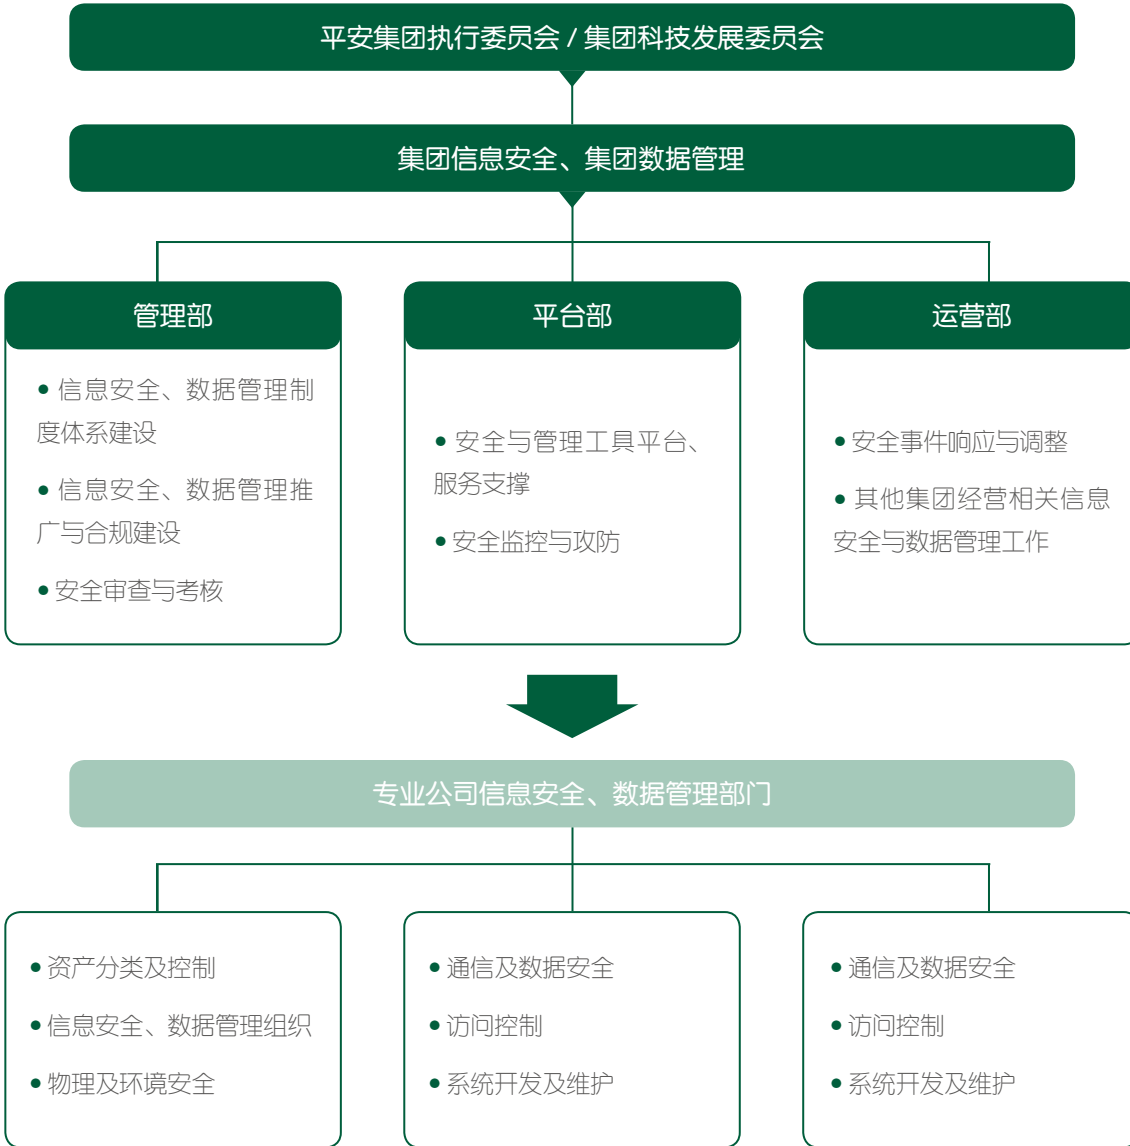 平安集团执行委员会 / 集团科技发展委员会
集团信息安全、集团数据管理
管理部
• 信息安全、数据管理制
度体系建设
• 信息安全、数据管理推
广与合规建设
• 安全审查与考核
平台部
• 安全与管理工具平台、
服务支撑
• 安全监控与攻防
运营部
• 安全事件响应与调整
• 其他集团经营相关信息
安全与数据管理工作
专业公司信息安全、数据管理部门
• 资产分类及控制
• 信息安全、数据管理组织
• 物理及环境安全
• 通信及数据安全
• 访问控制
• 系统开发及维护
• 通信及数据安全
• 访问控制
• 系统开发及维护